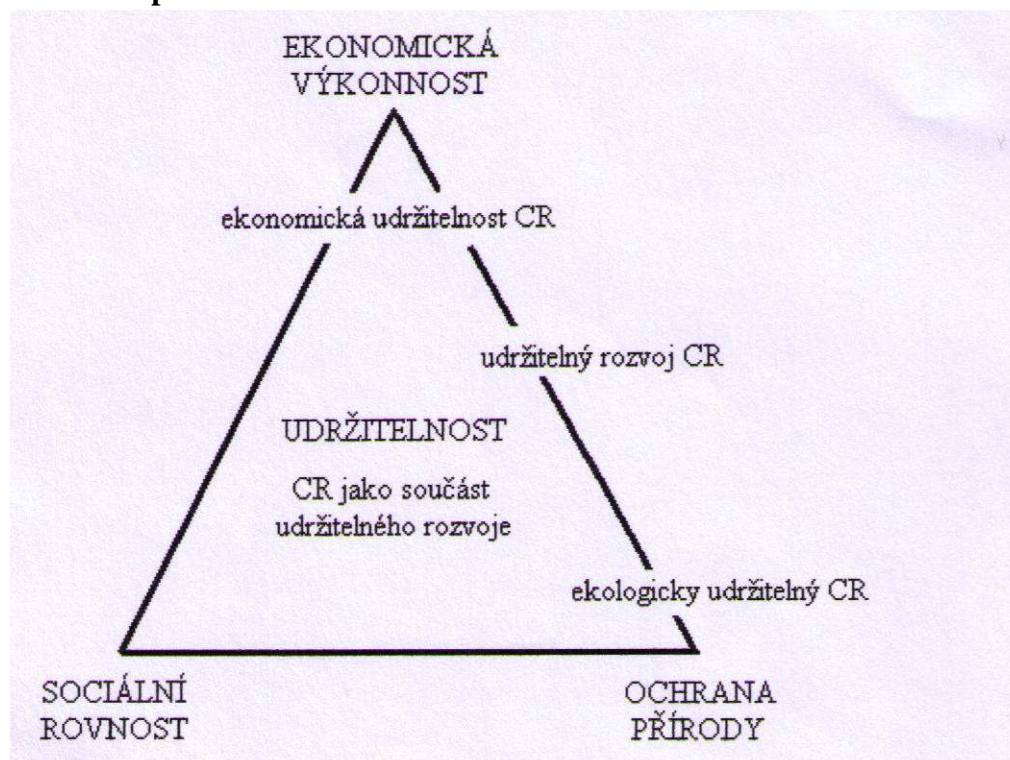 EKONOMICKÁ
VÝKONNOST
ekonomická udržitelnost CR
udržitelný rozvoj CR
UDRŽITELNOST
CR jako součást
udržitelného rozvoje
ekologicky udržitelný CR
SOCIÁLNÍ
ROVNOST
OCHRANA
PŘÍRODY